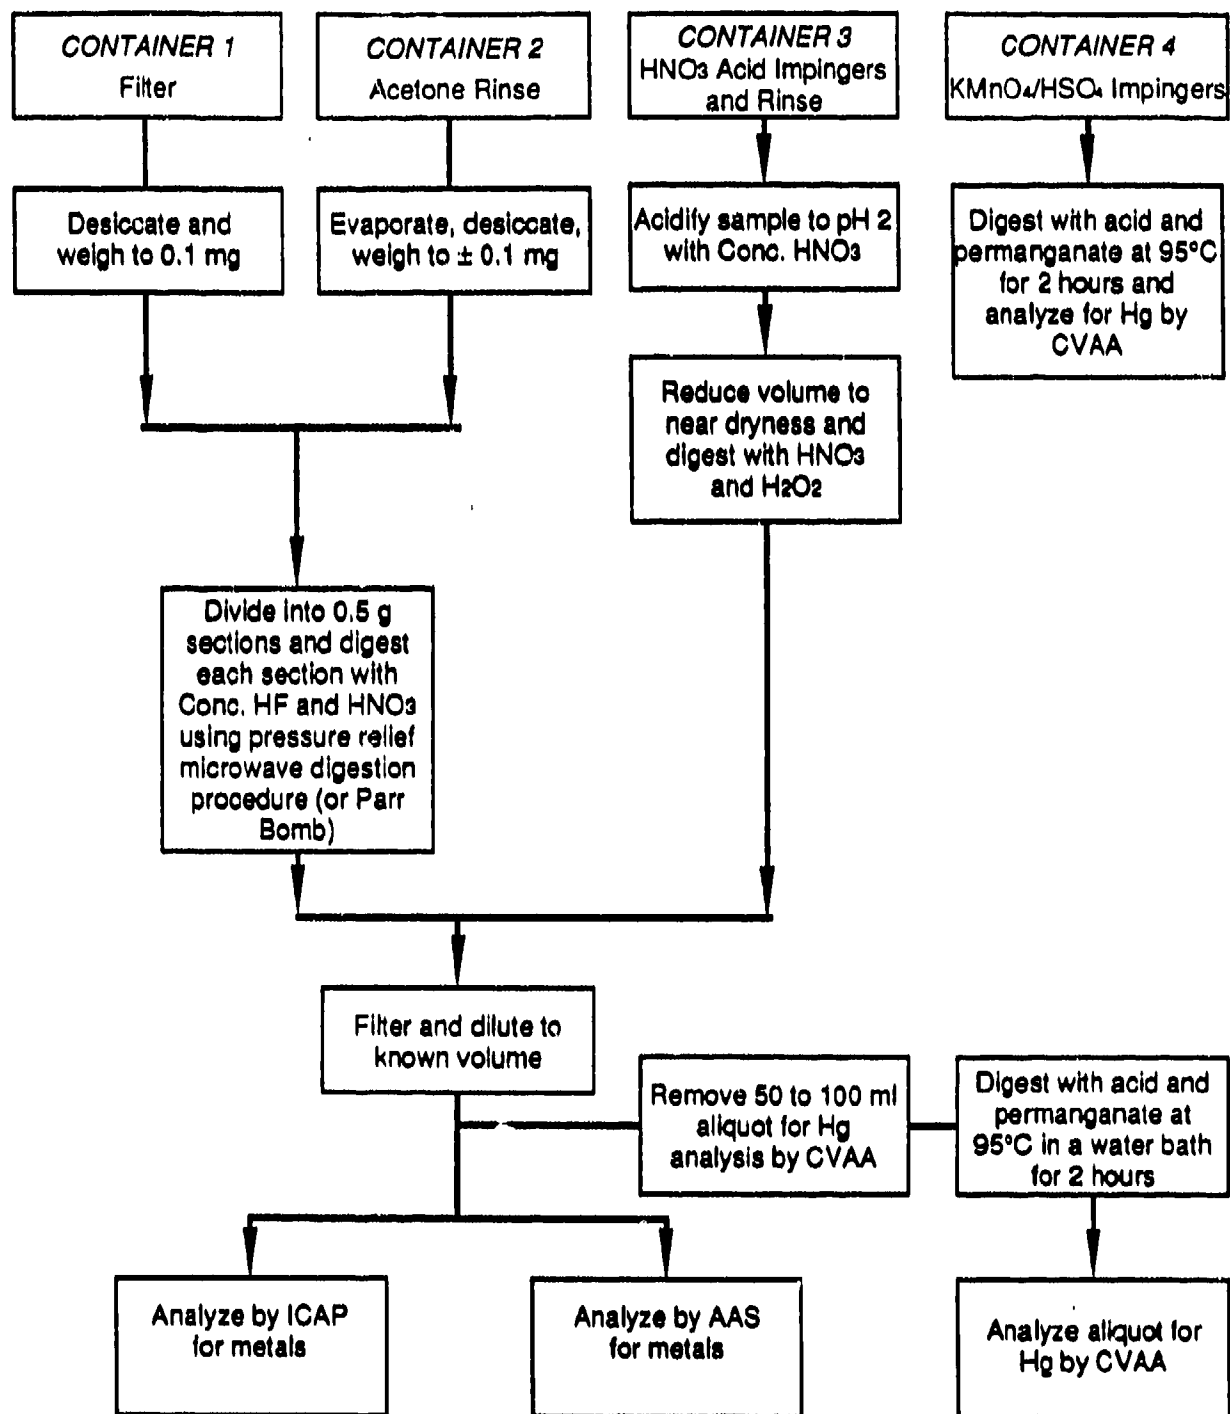 CONTAINER 1
Filter
CONTAINER 2
Acetone Rinse
CONTAINER 3
HNO3 Acid Impingers
and Rinse
CONTAINER 4
KMnO4/HSO4 Impingers
Desiccate and
weigh to 0.1 mg
Evaporate, desiccate,
weigh to ± 0.1 mg
Acidify sample to pH 2
with Conc. HNO3
Digest with acid and
permanganate at 95°C
for 2 hours and
analyze for Hg by
CVAA
Reduce volume to
near dryness and
digest with HNO3
and H2O2
Divide into 0.5 g
sections and digest
each section with
Conc. HF and HNO3
using pressure relief
microwave digestion
procedure (or Parr
Bomb)
Filter and dilute to
known volume
Remove 50 to 100 ml
aliquot for Hg
analysis by CVAA
Digest with acid and
permanganate at
95°C in a water bath
for 2 hours
Analyze by ICAP
for metals
Analyze by AAS
for metals
Analyze aliquot for
Hg by CVAA